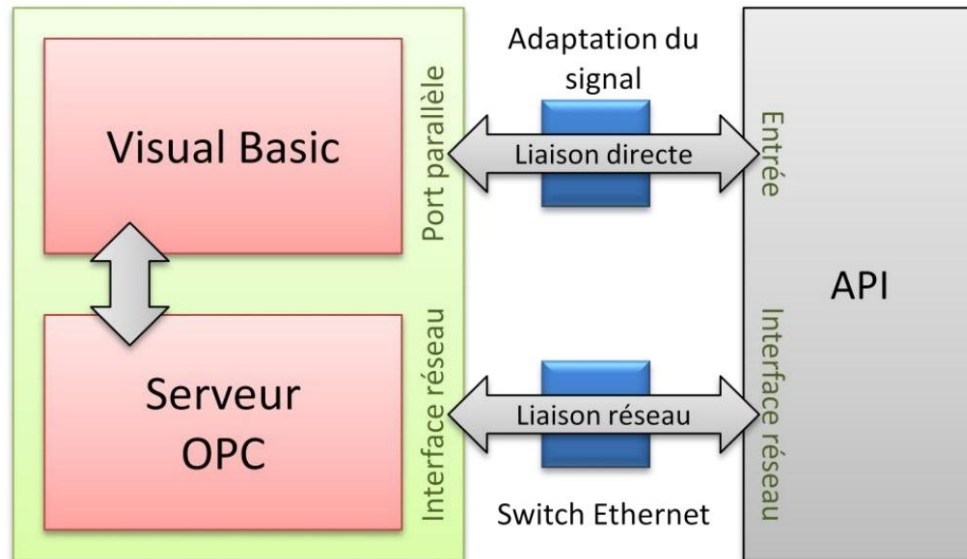 Visual Basic
Port parallèle
Adaptation du
signal
Liaison directe
Entrée
API
Serveur
OPC
Interface réseau
Liaison réseau
Interface réseau
Switch Ethernet